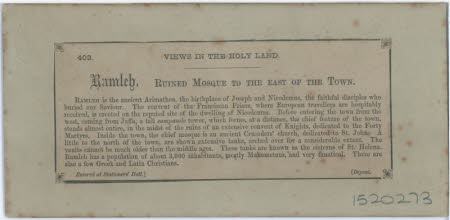 403. VIEWS IN THE HOLY LAND.
Ramleh. RUINED MOSQUE TO THE EAST OF THE TOWN.
RAMLEH is the ancient Arimathea, the birthplace of Joseph and Nicodemus, the faithful disciples who
buried our Saviour. The convent of the Franciscan Friars, where European travellers are hospitably
received, is erected on the reputed site of the dwelling of Nicodemus. Before entering the town from the
west, coming from Jaffa, a tall campanile tower, which forms, at a distance, the chief feature of the town,
stands almost entire, in the midst of the ruins of an extensive convent of Knights, dedicated to the Forty
Martyrs. Inside the town, the chief mosque is an ancient Crusaders' church, dedicated to St. John. A
little to the north of the town, are shown extensive tanks, arched over for a considerable extent. The
vaults cannot be much older than the middle ages. These tanks are known as the cisterns of St. Helena.
Ramleh has a population of about 3,000 inhabitants, mostly Mahometans, and very fanatical. There are
also a few Greek and Latin Christians.
Entered at Stationers' Hall.] [Depose.
1520273